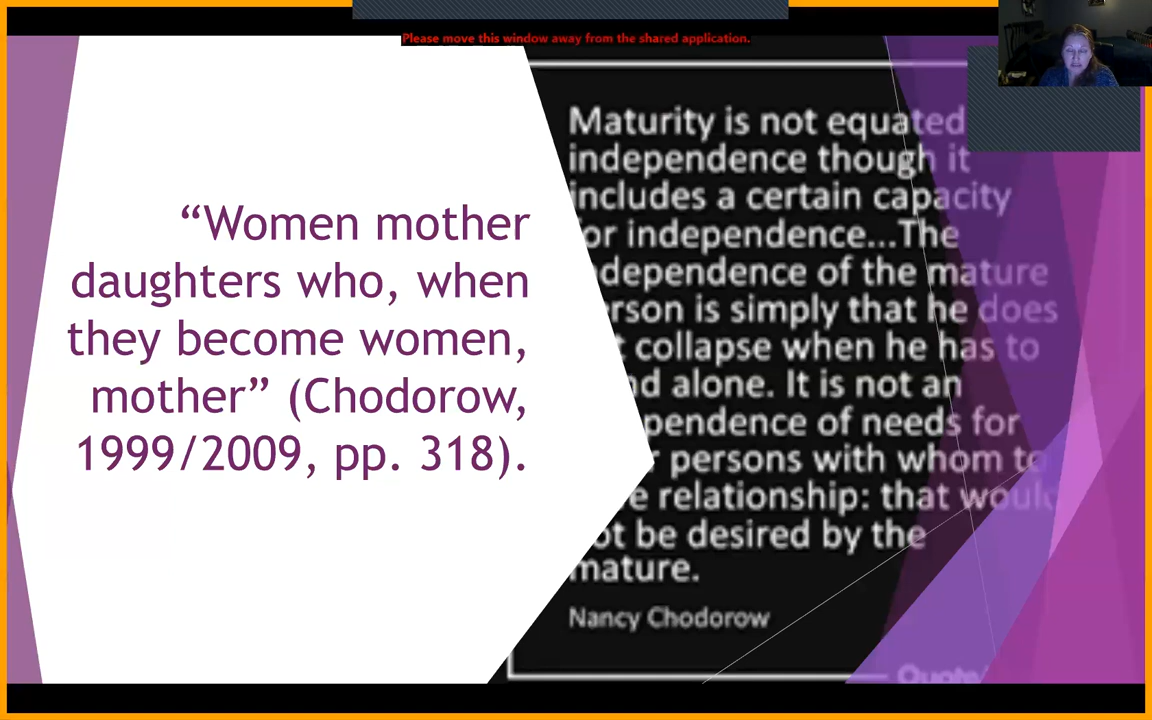 Please move this window away from the shared application.
“Women mother
daughters who, when
they become women,
mother” (Chodorow,
1999/2009, pp. 318).
Maturity is not equated
independence though it
includes a certain capacity
or independence...The
dependence of the mature
rson is simply that he does
collapse when he has to
nd alone. It is not an
pendence of needs for
persons with whom to
e relationship: that would
ot be desired by the
mature.
Nancy Chodorow